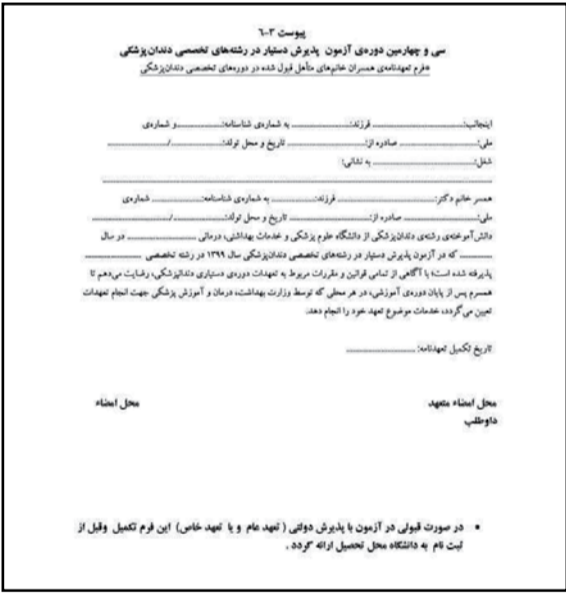 پیوست ۳-۶
سی و چهارمین دوره‌ی آزمون پذیرش دستیار در رشته‌های تخصصی دندان‌پزشکی
«فرم تعهدنامه‌ی همسران خانم‌های متأهل قبول شده در دوره‌های تخصصی دندان‌پزشکی
اینجانب:.................... فرزند:.................... به شماره‌ی شناسنامه:.................... و شماره‌ی
ملی:.................... صادره از:.................... تاریخ و محل تولد:............/............
شغل:.................... به نشانی:
....................
همسر خانم دکتر:.................... فرزند:.................... به شماره‌ی شناسنامه:.................... شماره‌ی
ملی:.................... صادره از:.................... تاریخ و محل تولد:............/............
دانش‌آموخته‌ی رشته‌ی دندان‌پزشکی از دانشگاه علوم پزشکی و خدمات بهداشتی، درمانی .................... در سال
............ که در آزمون پذیرش دستیار در رشته‌های تخصصی دندان‌پزشکی سال ۱۳۹۹ در رشته تخصصی ....................
پذیرفته شده است؛ با آگاهی از تمامی قوانین و مقررات مربوط به تعهدات دوره‌ی دستیاری دندانپزشکی، رضایت می‌دهم تا
همسرم پس از پایان دوره‌ی آموزشی، در هر محلی که توسط وزارت بهداشت، درمان و آموزش پزشکی جهت انجام تعهدات
تعیین می‌گردد، خدمات موضوع تعهد خود را انجام دهد.
تاریخ تکمیل تعهدنامه: ....................
محل امضاء متعهد محل امضاء
داوطلب
• در صورت قبولی در آزمون با پذیرش دولتی ( تعهد عام و یا تعهد خاص) این فرم تکمیل وقبل از
ثبت نام به دانشگاه محل تحصیل ارائه گردد .